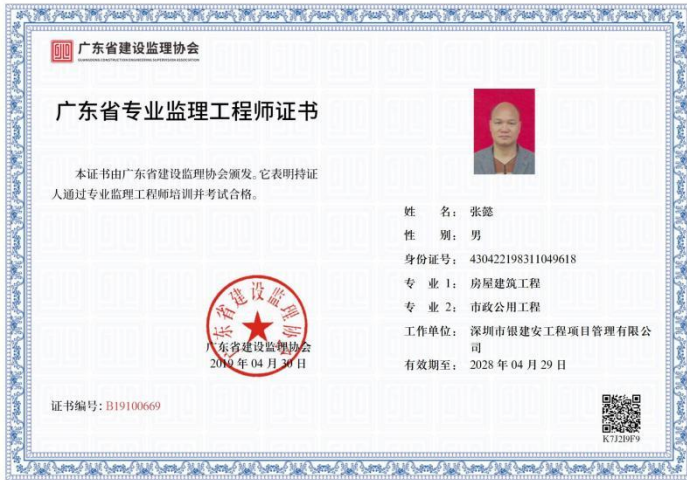 广东省建设监理协会
GUANGDONG CONSTRUCTION ENGINEERING SUPERVISION ASSOCIATION
广东省专业监理工程师证书
本证书由广东省建设监理协会颁发。它表明持证
人通过专业监理工程师培训并考试合格。
姓 名： 张懿
性 别： 男
身份证号： 430422198311049618
专 业 1： 房屋建筑工程
专 业 2： 市政公用工程
工作单位： 深圳市银建安工程项目管理有限公
司
有效期至： 2028 年 04 月 29 日
广东省建设监理协会
广东省建设监理协会
2019 年 04 月 30 日
证书编号：B19100669
K7J2I9F9